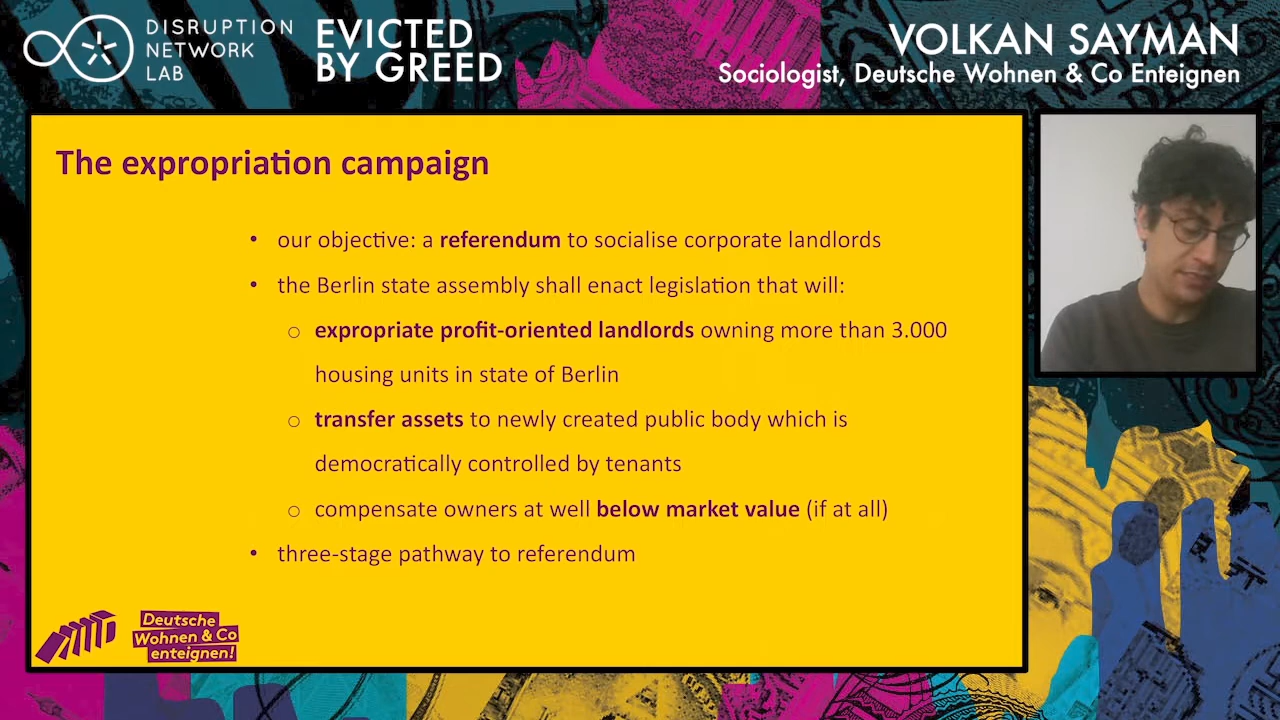 DISRUPTION
NETWORK
LAB
EVICTED
BY GREED
VOLKAN SAYMAN
Sociologist, Deutsche Wohnen & Co Enteignen
The expropriation campaign
• our objective: a referendum to socialise corporate landlords
• the Berlin state assembly shall enact legislation that will:
○ expropriate profit-oriented landlords owning more than 3.000
housing units in state of Berlin
○ transfer assets to newly created public body which is
democratically controlled by tenants
○ compensate owners at well below market value (if at all)
• three-stage pathway to referendum
Deutsche
Wohnen & Co
enteignen!